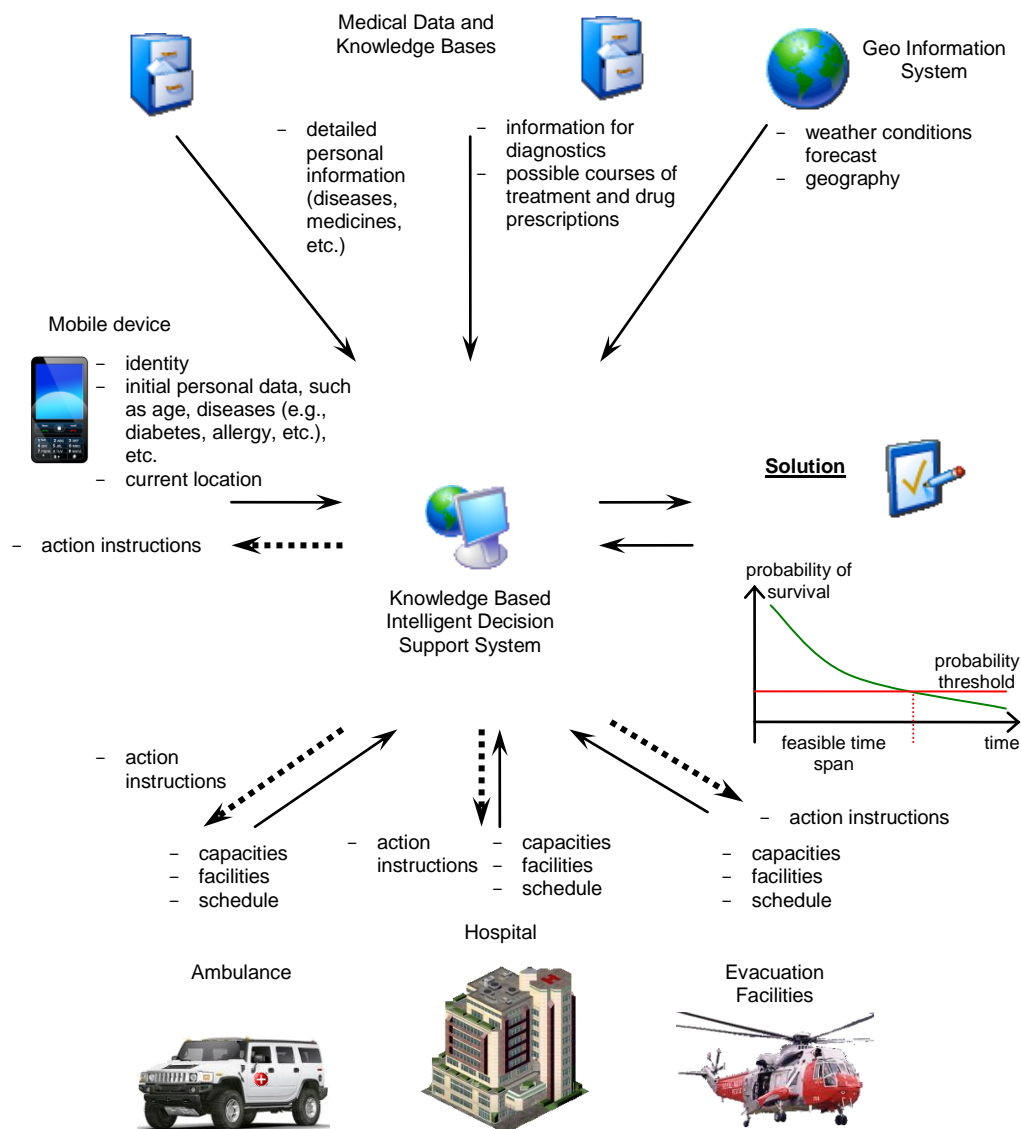 Medical Data and
Knowledge Bases
Geo Information
System
– detailed
personal
information
(diseases,
medicines,
etc.)
– information for
diagnostics
– possible courses of
treatment and drug
prescriptions
– weather conditions
forecast
– geography
Mobile device
– identity
– initial personal data, such
as age, diseases (e.g.,
diabetes, allergy, etc.),
etc.
– current location
– action instructions
Knowledge Based
Intelligent Decision
Support System
Solution
probability of
survival
probability
threshold
feasible time
span
time
– action
instructions
– capacities
– facilities
– schedule
– action
instructions
– capacities
– facilities
– schedule
– action instructions
– capacities
– facilities
– schedule
Ambulance
Hospital
Evacuation
Facilities
H